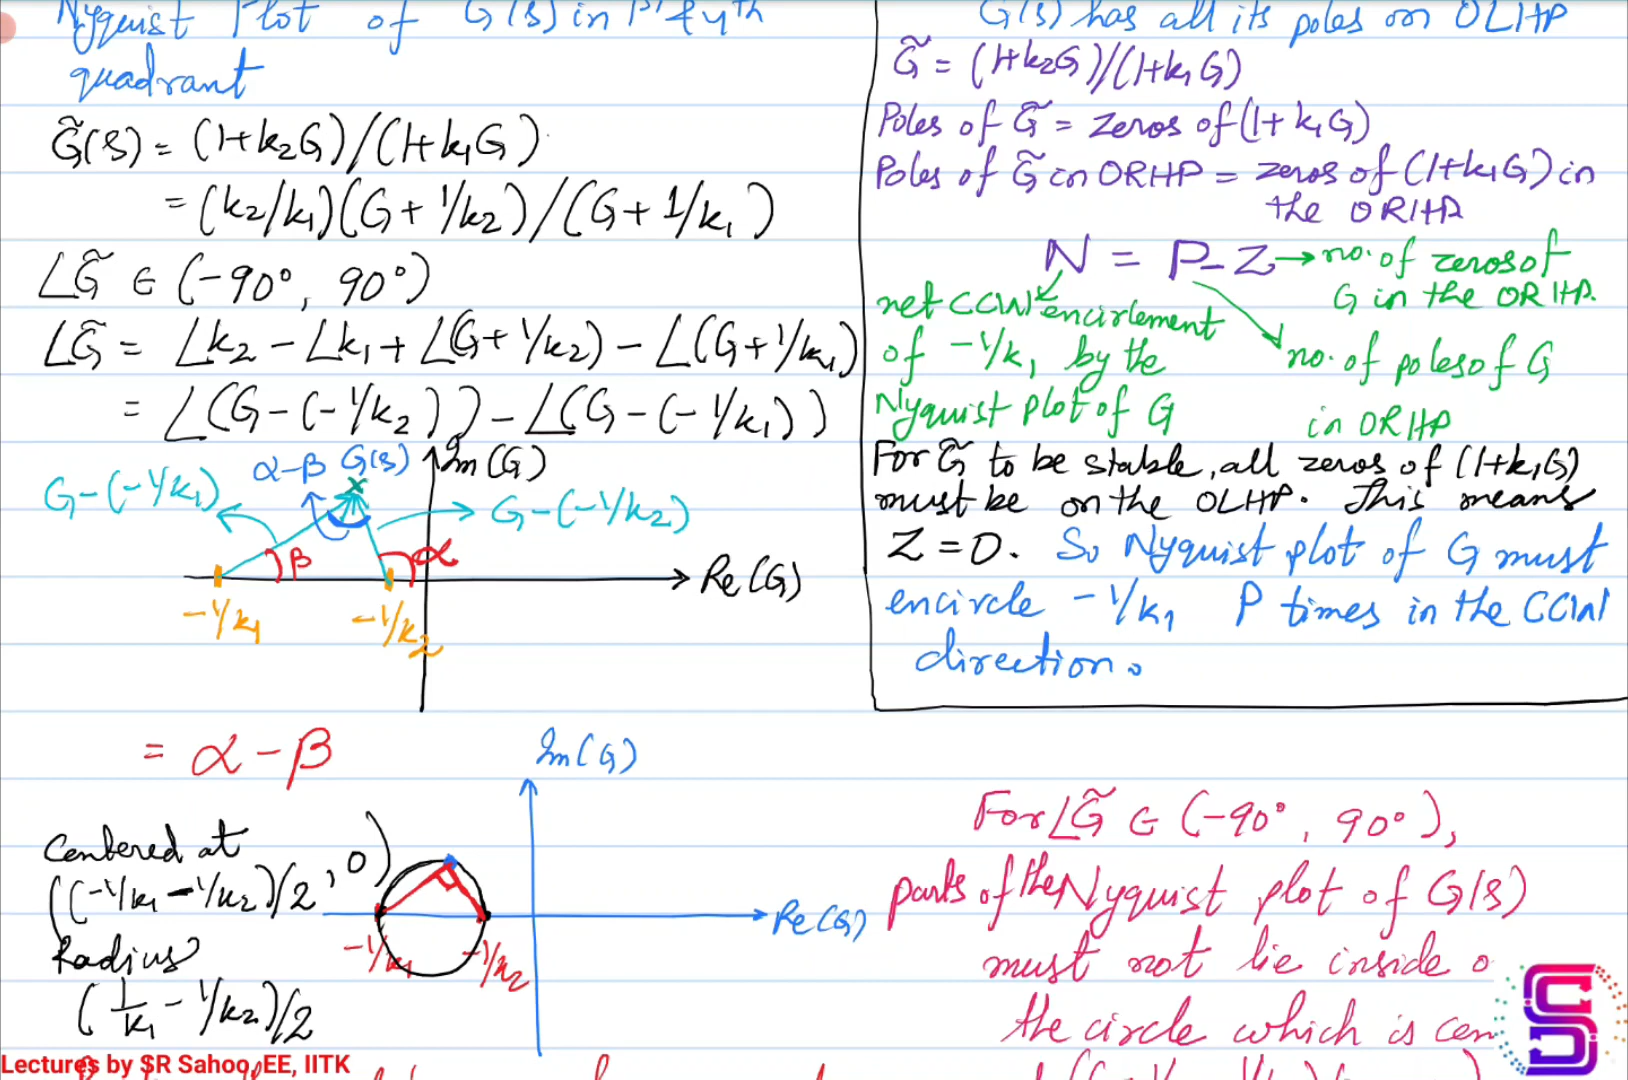 Nyquist Plot of G(s) in 1st & 4th
quadrant
G̃(s) = (1+k₂G)/(1+k₁G)
= (k₂/k₁)(G+1/k₂)/(G+1/k₁)
∠G̃ ∈ (-90°, 90°)
∠G̃ = ∠k₂ - ∠k₁ + ∠(G+1/k₂) - ∠(G+1/k₁)
= ∠(G-(-1/k₂)) - ∠(G-(-1/k₁))
G-(-1/k₁)
α-β
G(s)
Im(G)
G-(-1/k₂)
β
α
Re(G)
-1/k₁
-1/k₂
= α - β
Im(G)
Centered at
((-1/k₁ - 1/k₂)/2, 0)
Radius
(1/k₁ - 1/k₂)/2
Re(G)
-1/k₁
-1/k₂
G(s) has all its poles on OLHP
G̃ = (1+k₂G)/(1+k₁G)
Poles of G̃ = Zeros of (1+k₁G)
Poles of G̃ in ORHP = zeros of (1+k₁G) in
the ORHP
N = P - Z → no. of zeros of
G in the ORHP.
net CCW encirlement
of -1/k₁ by the
Nyquist plot of G
no. of poles of G
in ORHP
For G̃ to be stable, all zeros of (1+k₁G)
must be on the OLHP. This means
Z = 0. So Nyquist plot of G must
encircle -1/k₁ P times in the CCW
direction.
For ∠G̃ ∈ (-90°, 90°),
parts of the Nyquist plot of G(s)
must not lie inside o
the circle which is cen
Lectures by SR Sahoo, EE, IITK